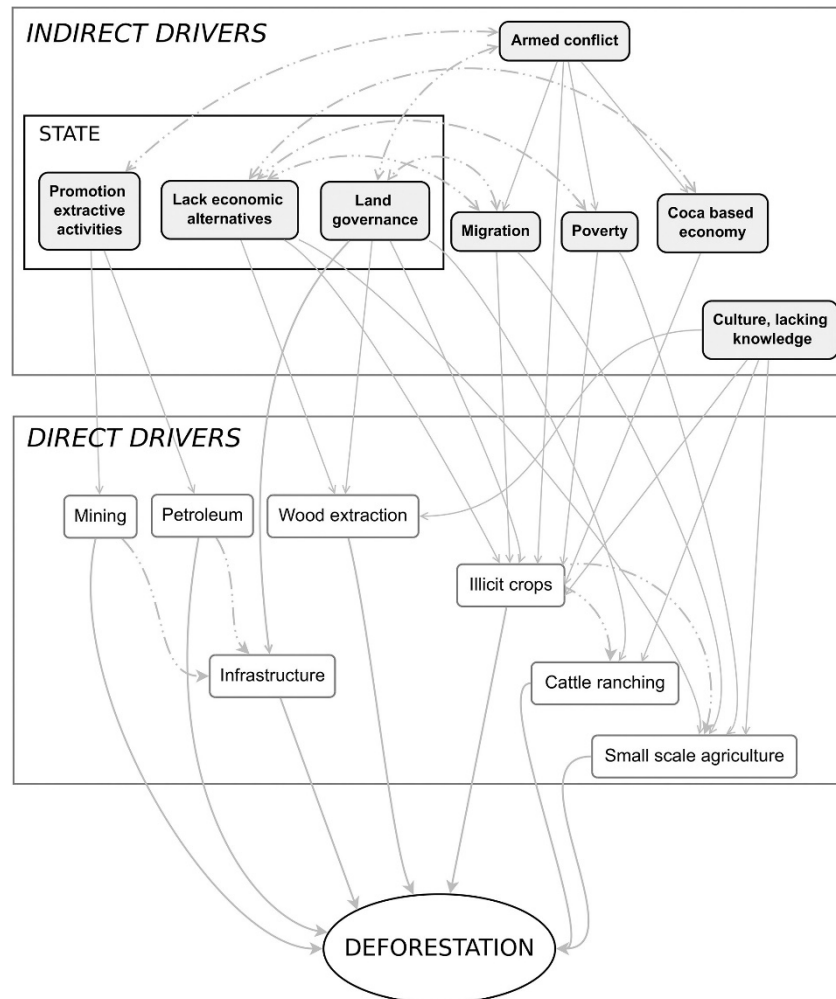 INDIRECT DRIVERS
Armed conflict
STATE
Promotion
extractive
activities
Lack economic
alternatives
Land
governance
Migration
Poverty
Coca based
economy
Culture, lacking
knowledge
DIRECT DRIVERS
Mining
Petroleum
Wood extraction
Illicit crops
Infrastructure
Cattle ranching
Small scale agriculture
DEFORESTATION